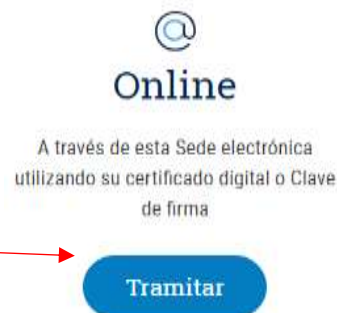 @
Online
A través de esta Sede electrónica
utilizando su certificado digital o Clave
de firma
Tramitar